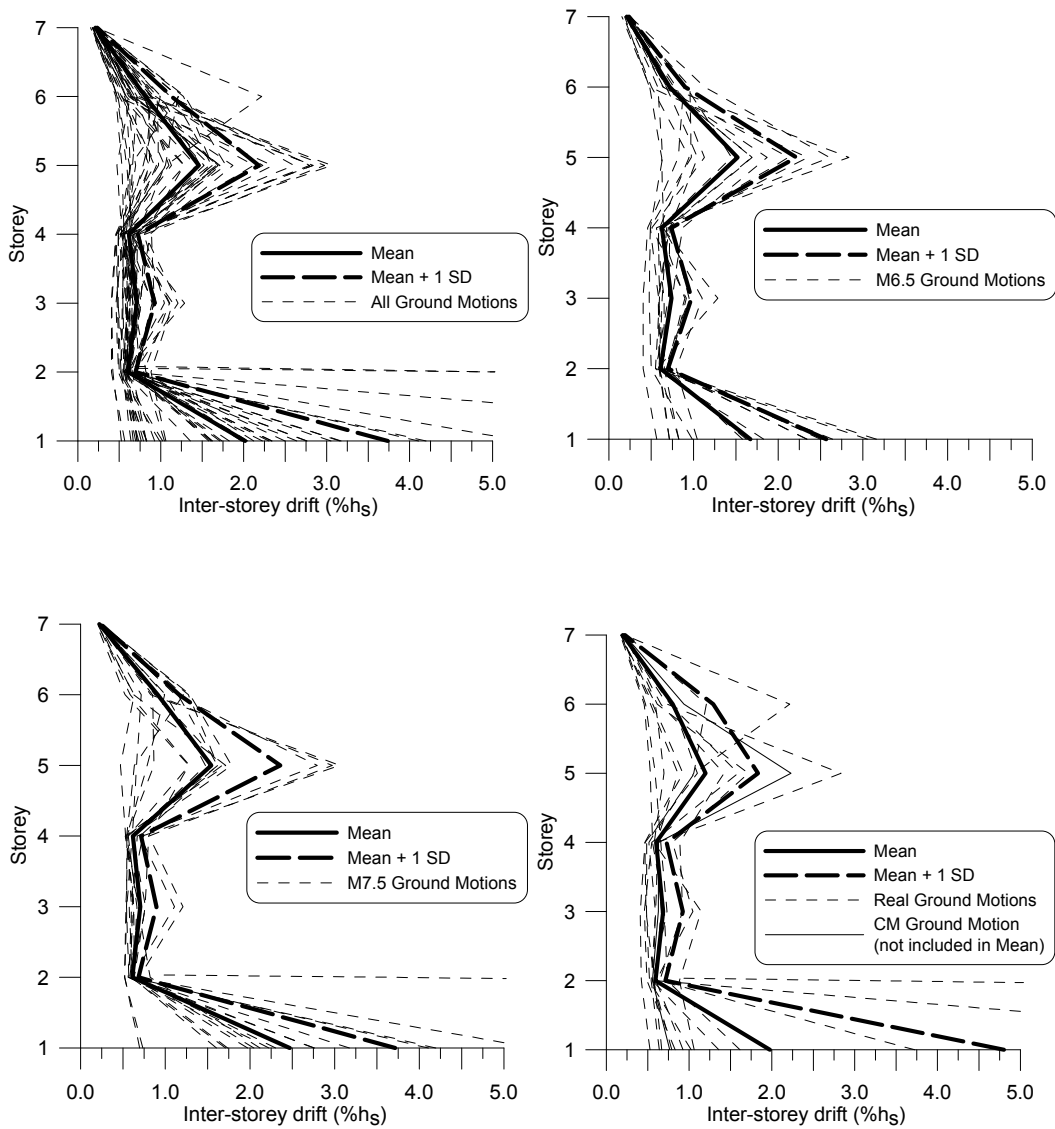 7
6
5
4
3
2
1
Storey
Mean
Mean + 1 SD
All Ground Motions
0.0 1.0 2.0 3.0 4.0 5.0
Inter-storey drift (%hs)
7
6
5
4
3
2
1
Storey
Mean
Mean + 1 SD
M6.5 Ground Motions
0.0 1.0 2.0 3.0 4.0 5.0
Inter-storey drift (%hs)
7
6
5
4
3
2
1
Storey
Mean
Mean + 1 SD
M7.5 Ground Motions
0.0 1.0 2.0 3.0 4.0 5.0
Inter-storey drift (%hs)
7
6
5
4
3
2
1
Storey
Mean
Mean + 1 SD
Real Ground Motions
CM Ground Motion
(not included in Mean)
0.0 1.0 2.0 3.0 4.0 5.0
Inter-storey drift (%hs)